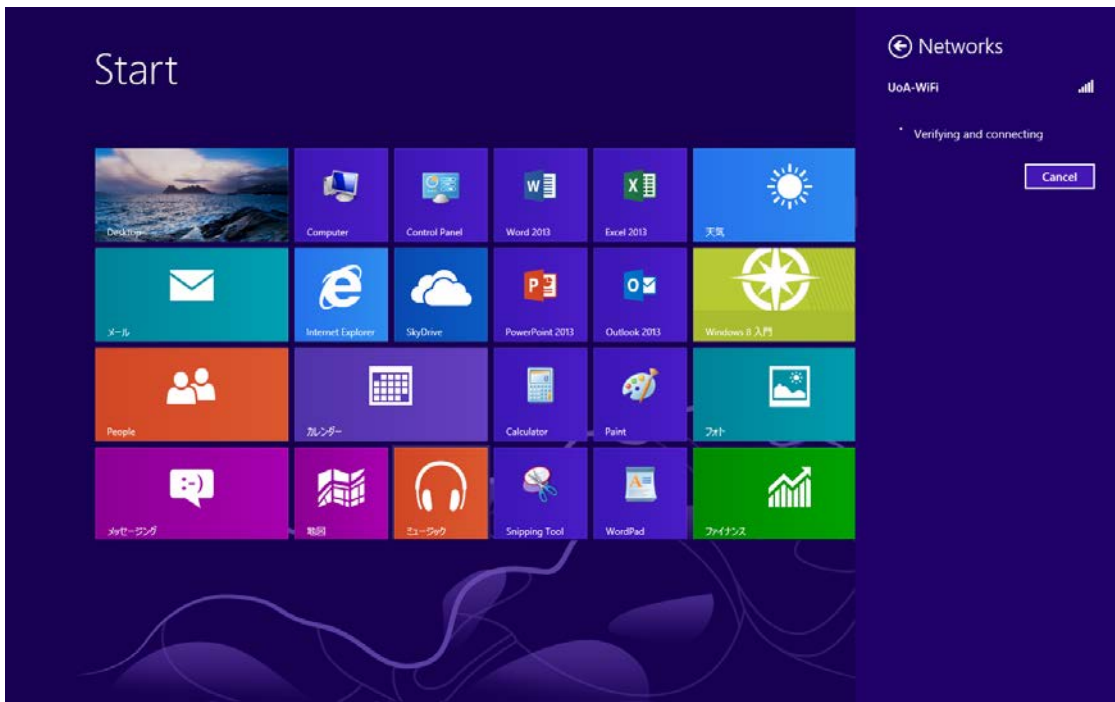 Start
Networks
UoA-WiFi
Verifying and connecting
Cancel
Desktop
Computer
Control Panel
Word 2013
Excel 2013
天気
メール
Internet Explorer
SkyDrive
PowerPoint 2013
Outlook 2013
Windows 8 入門
People
カレンダー
Calculator
Paint
フォト
メッセージング
地図
ミュージック
Snipping Tool
WordPad
ファイナンス